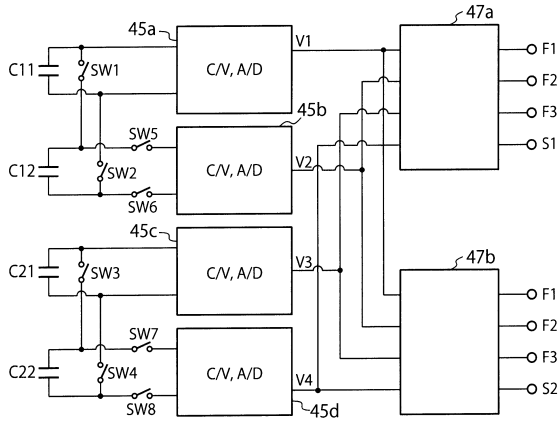 45a
47a
C11
SW1
C/V, A/D
V1
F1
F2
F3
S1
45b
C12
SW5
SW2
SW6
C/V, A/D
V2
45c
47b
C21
SW3
C/V, A/D
V3
F1
F2
F3
S2
C22
SW7
SW4
SW8
C/V, A/D
V4
45d